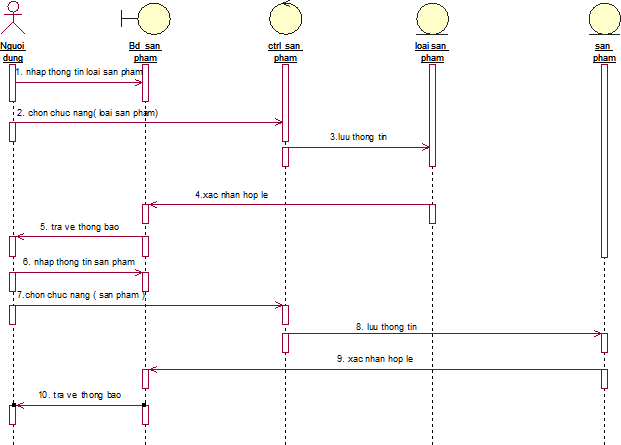 Nguoi
dung
Bd_san
pham
ctrl_san
pham
loai san
pham
san
pham
1. nhap thong tin loai san pham
2. chon chuc nang( loai san pham)
3.luu thong tin
4.xac nhan hop le
5. tra ve thong bao
6. nhap thong tin san pham
7.chon chuc nang ( san pham )
8. luu thong tin
9. xac nhan hop le
10. tra ve thong bao